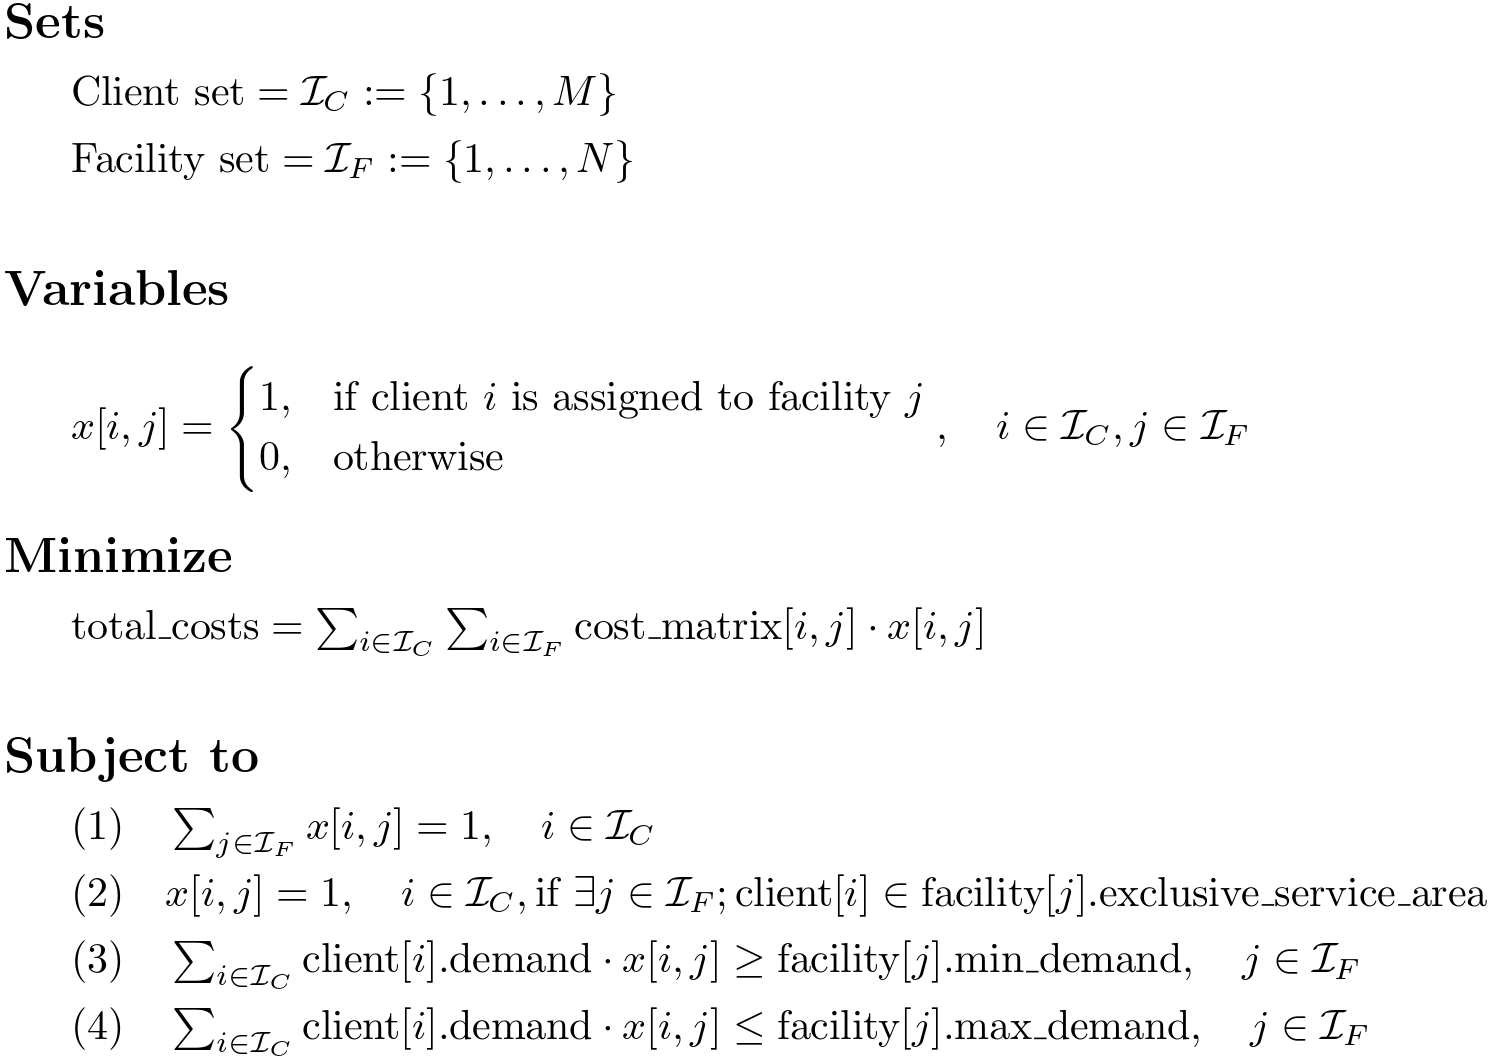 Sets
Client set = ℐ_C := {1, . . . , M}
Facility set = ℐ_F := {1, . . . , N}
Variables
x[i, j] = { 1, if client i is assigned to facility j
0, otherwise , i ∈ ℐ_C, j ∈ ℐ_F
Minimize
total_costs = ∑_{i∈ℐ_C} ∑_{i∈ℐ_F} cost_matrix[i, j] · x[i, j]
Subject to
(1) ∑_{j∈ℐ_F} x[i, j] = 1, i ∈ ℐ_C
(2) x[i, j] = 1, i ∈ ℐ_C, if ∃j ∈ ℐ_F; client[i] ∈ facility[j].exclusive_service_area
(3) ∑_{i∈ℐ_C} client[i].demand · x[i, j] ≥ facility[j].min_demand, j ∈ ℐ_F
(4) ∑_{i∈ℐ_C} client[i].demand · x[i, j] ≤ facility[j].max_demand, j ∈ ℐ_F